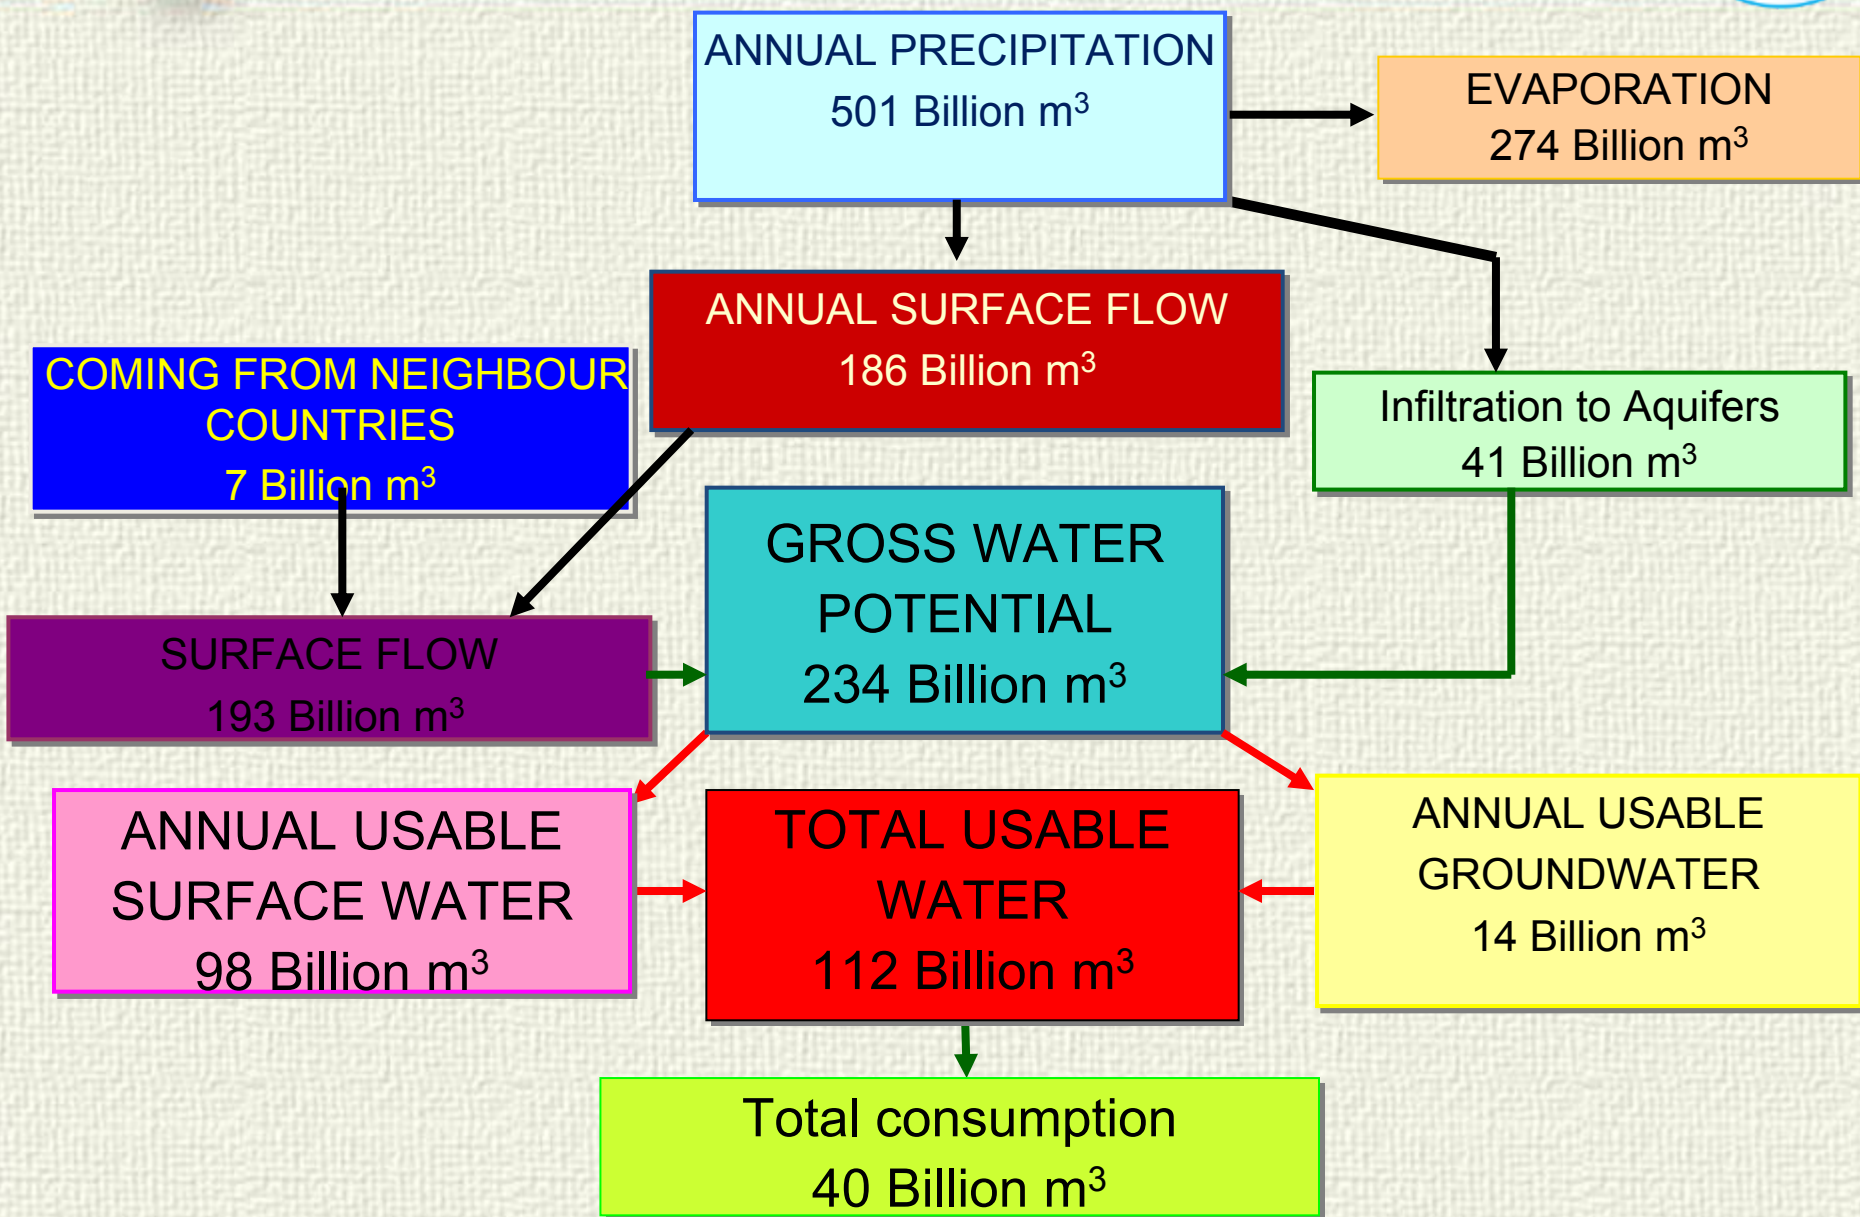 ANNUAL PRECIPITATION
501 Billion m³
EVAPORATION
274 Billion m³
ANNUAL SURFACE FLOW
186 Billion m³
COMING FROM NEIGHBOUR
COUNTRIES
7 Billion m³
Infiltration to Aquifers
41 Billion m³
GROSS WATER
POTENTIAL
234 Billion m³
SURFACE FLOW
193 Billion m³
ANNUAL USABLE
SURFACE WATER
98 Billion m³
TOTAL USABLE
WATER
112 Billion m³
ANNUAL USABLE
GROUNDWATER
14 Billion m³
Total consumption
40 Billion m³